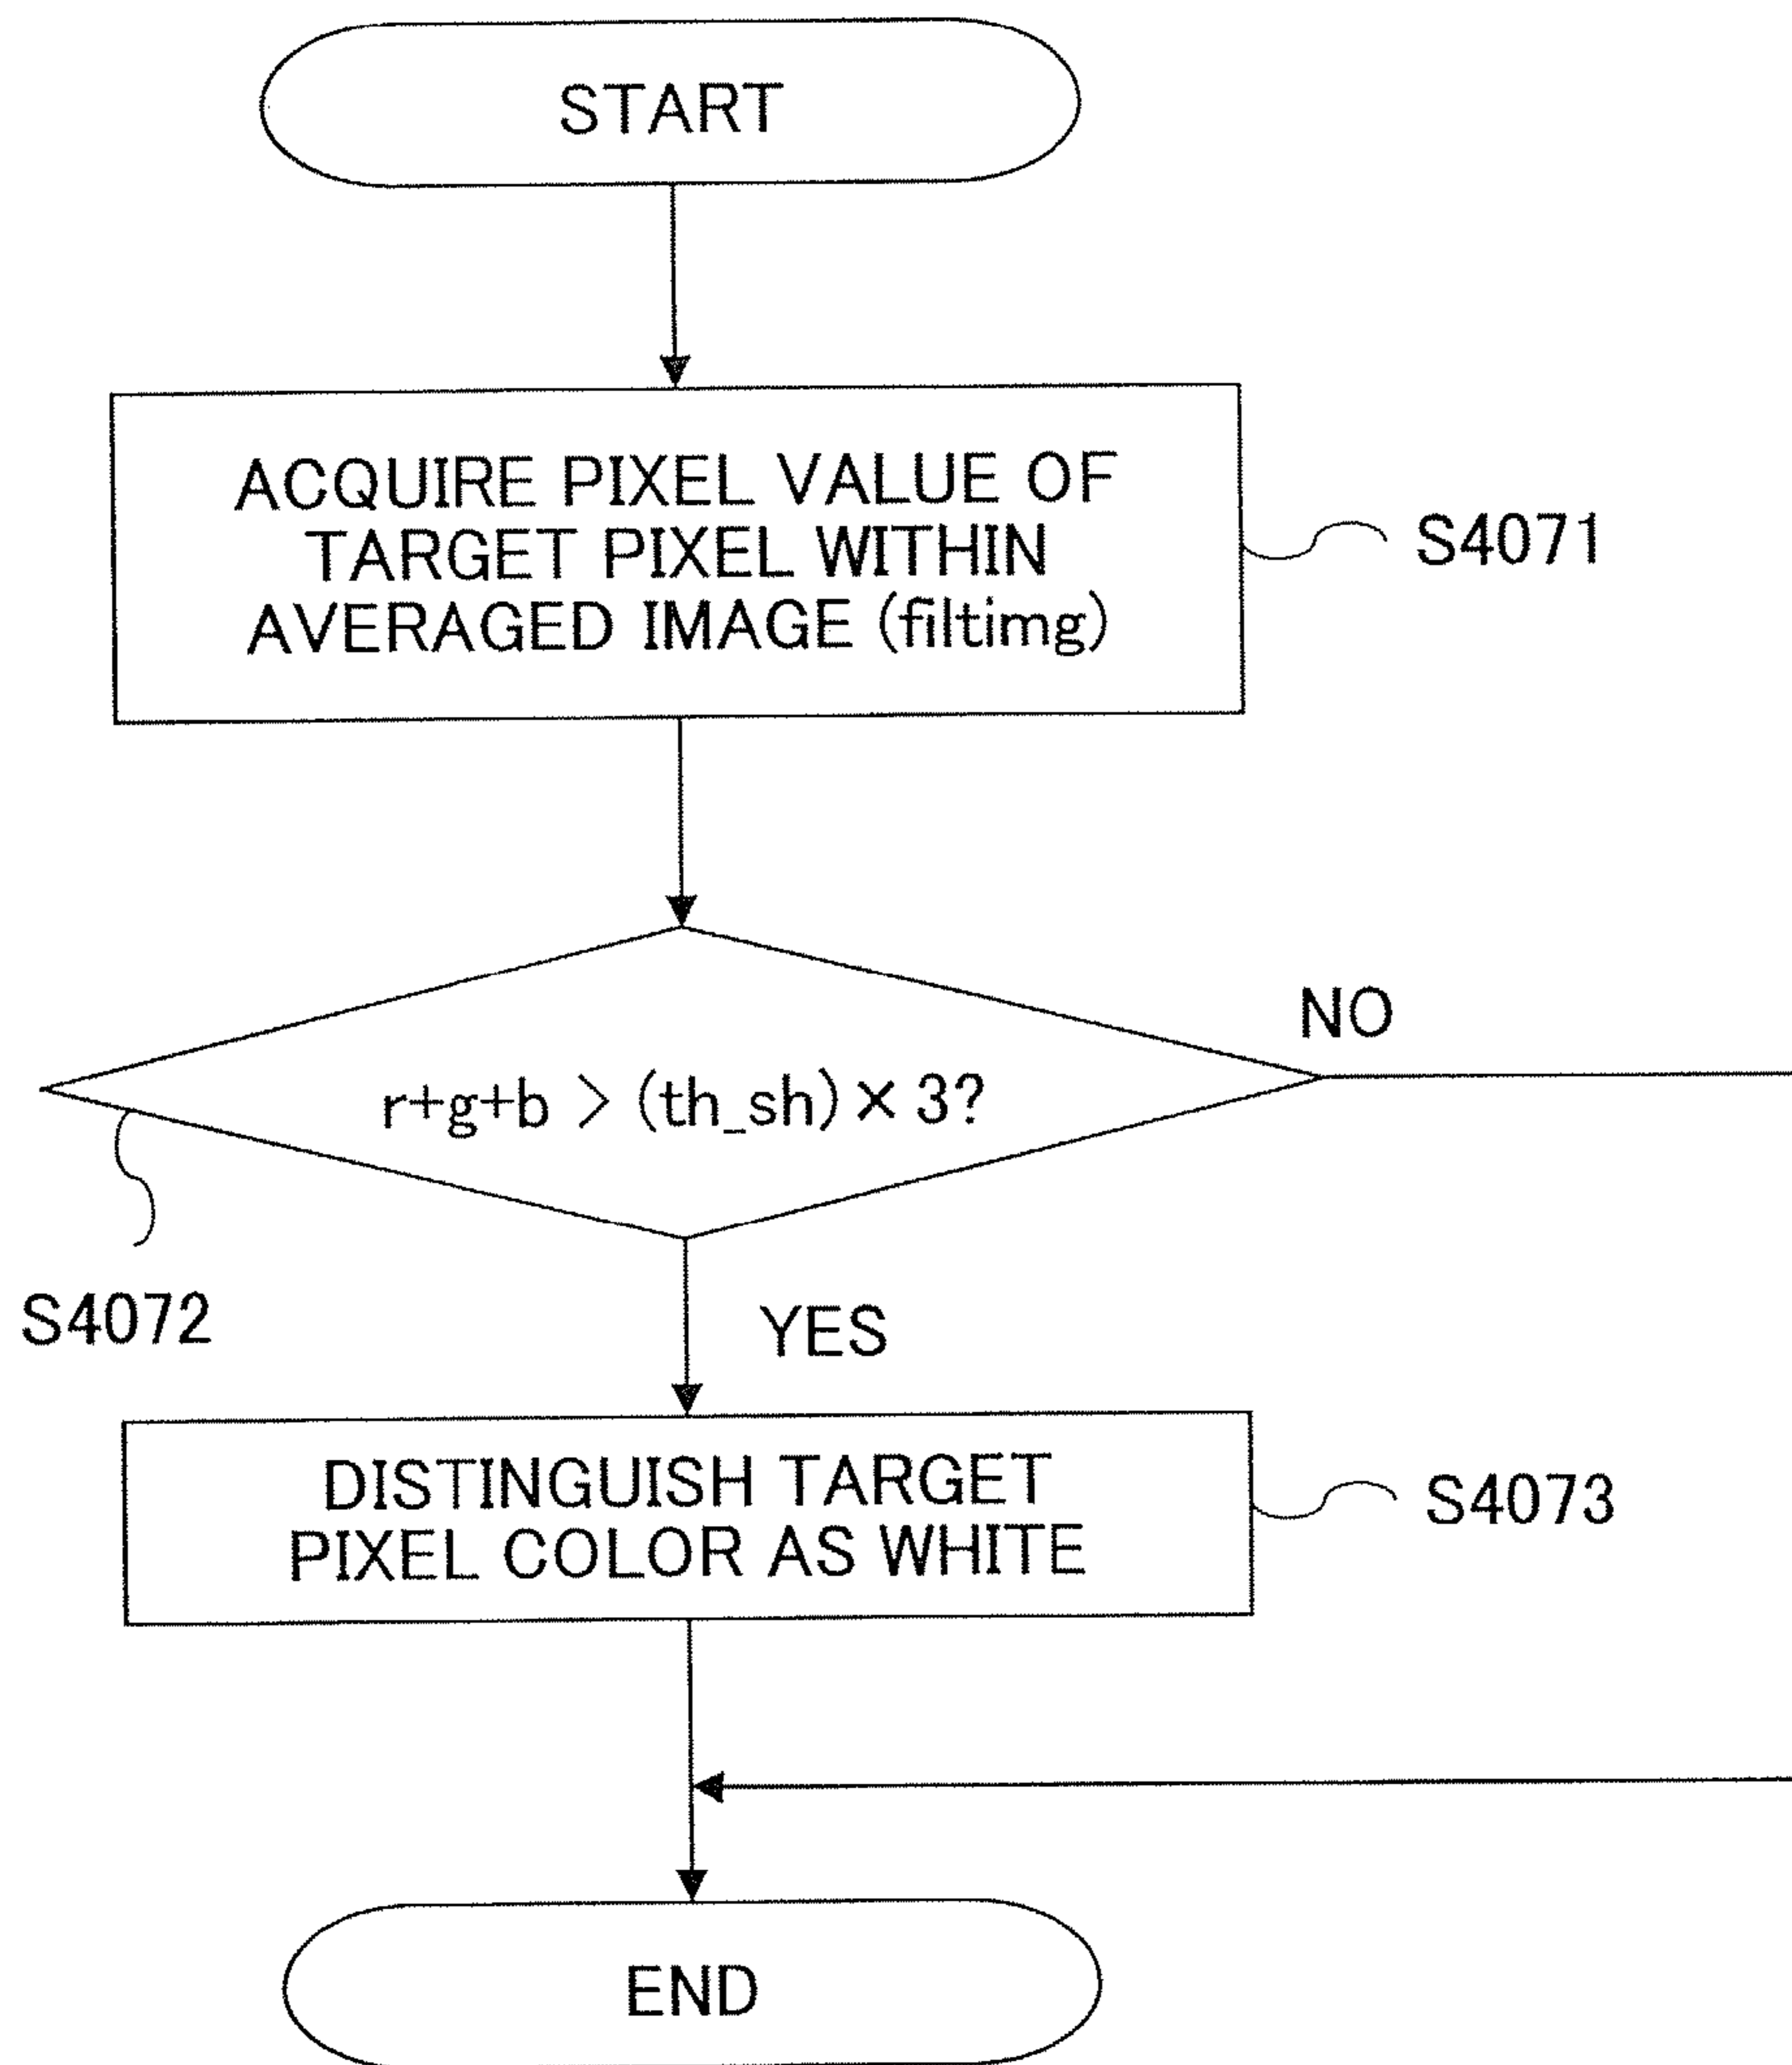 START
ACQUIRE PIXEL VALUE OF
TARGET PIXEL WITHIN
AVERAGED IMAGE (filtimg)
S4071
NO
r+g+b > (th_sh) × 3?
S4072
YES
DISTINGUISH TARGET
PIXEL COLOR AS WHITE
S4073
END